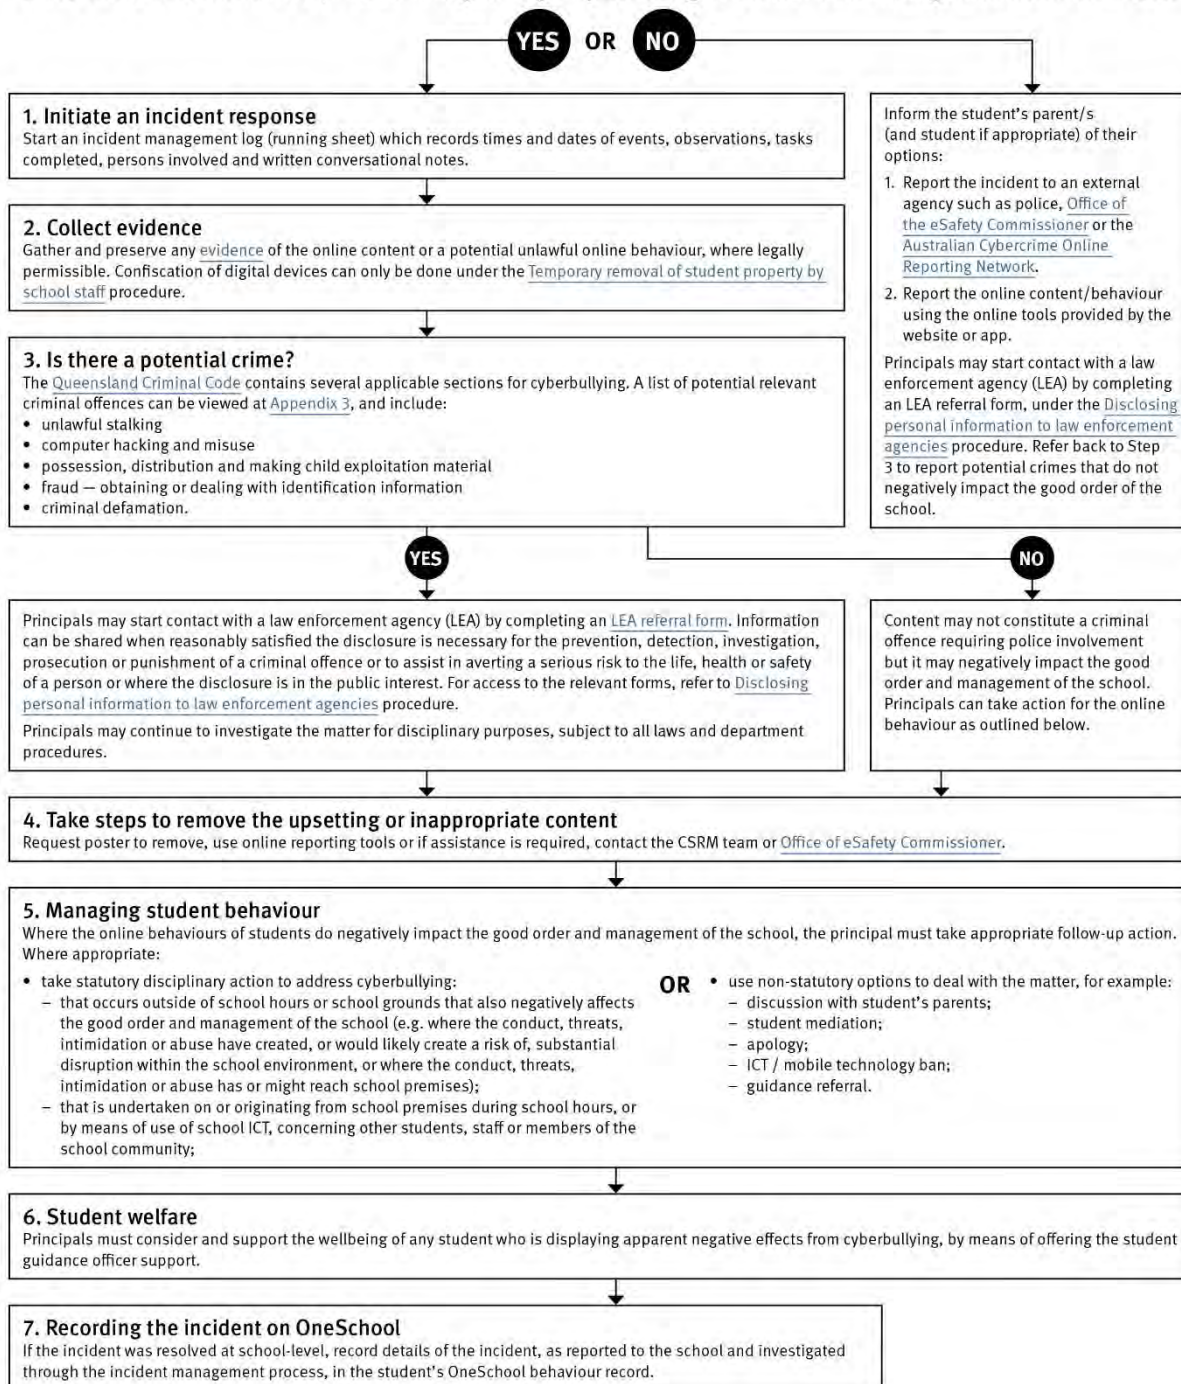 YES OR NO
1. Initiate an incident response
Start an incident management log (running sheet) which records times and dates of events, observations, tasks
completed, persons involved and written conversational notes.
2. Collect evidence
Gather and preserve any evidence of the online content or a potential unlawful online behaviour, where legally
permissible. Confiscation of digital devices can only be done under the Temporary removal of student property by
school staff procedure.
3. Is there a potential crime?
The Queensland Criminal Code contains several applicable sections for cyberbullying. A list of potential relevant
criminal offences can be viewed at Appendix 3, and include:
• unlawful stalking
• computer hacking and misuse
• possession, distribution and making child exploitation material
• fraud — obtaining or dealing with identification information
• criminal defamation.
Inform the student's parent/s
(and student if appropriate) of their
options:
1. Report the incident to an external
agency such as police, Office of
the eSafety Commissioner or the
Australian Cybercrime Online
Reporting Network.
2. Report the online content/behaviour
using the online tools provided by the
website or app.
Principals may start contact with a law
enforcement agency (LEA) by completing
an LEA referral form, under the Disclosing
personal information to law enforcement
agencies procedure. Refer back to Step
3 to report potential crimes that do not
negatively impact the good order of the
school.
YES
NO
Principals may start contact with a law enforcement agency (LEA) by completing an LEA referral form. Information
can be shared when reasonably satisfied the disclosure is necessary for the prevention, detection, investigation,
prosecution or punishment of a criminal offence or to assist in averting a serious risk to the life, health or safety
of a person or where the disclosure is in the public interest. For access to the relevant forms, refer to Disclosing
personal information to law enforcement agencies procedure.
Principals may continue to investigate the matter for disciplinary purposes, subject to all laws and department
procedures.
Content may not constitute a criminal
offence requiring police involvement
but it may negatively impact the good
order and management of the school.
Principals can take action for the online
behaviour as outlined below.
4. Take steps to remove the upsetting or inappropriate content
Request poster to remove, use online reporting tools or if assistance is required, contact the CSRM team or Office of eSafety Commissioner.
5. Managing student behaviour
Where the online behaviours of students do negatively impact the good order and management of the school, the principal must take appropriate follow-up action.
Where appropriate:
• take statutory disciplinary action to address cyberbullying:
– that occurs outside of school hours or school grounds that also negatively affects
the good order and management of the school (e.g. where the conduct, threats,
intimidation or abuse have created, or would likely create a risk of, substantial
disruption within the school environment, or where the conduct, threats,
intimidation or abuse has or might reach school premises);
– that is undertaken on or originating from school premises during school hours, or
by means of use of school ICT, concerning other students, staff or members of the
school community;
OR
• use non-statutory options to deal with the matter, for example:
– discussion with student's parents;
– student mediation;
– apology;
– ICT / mobile technology ban;
– guidance referral.
6. Student welfare
Principals must consider and support the wellbeing of any student who is displaying apparent negative effects from cyberbullying, by means of offering the student
guidance officer support.
7. Recording the incident on OneSchool
If the incident was resolved at school-level, record details of the incident, as reported to the school and investigated
through the incident management process, in the student's OneSchool behaviour record.